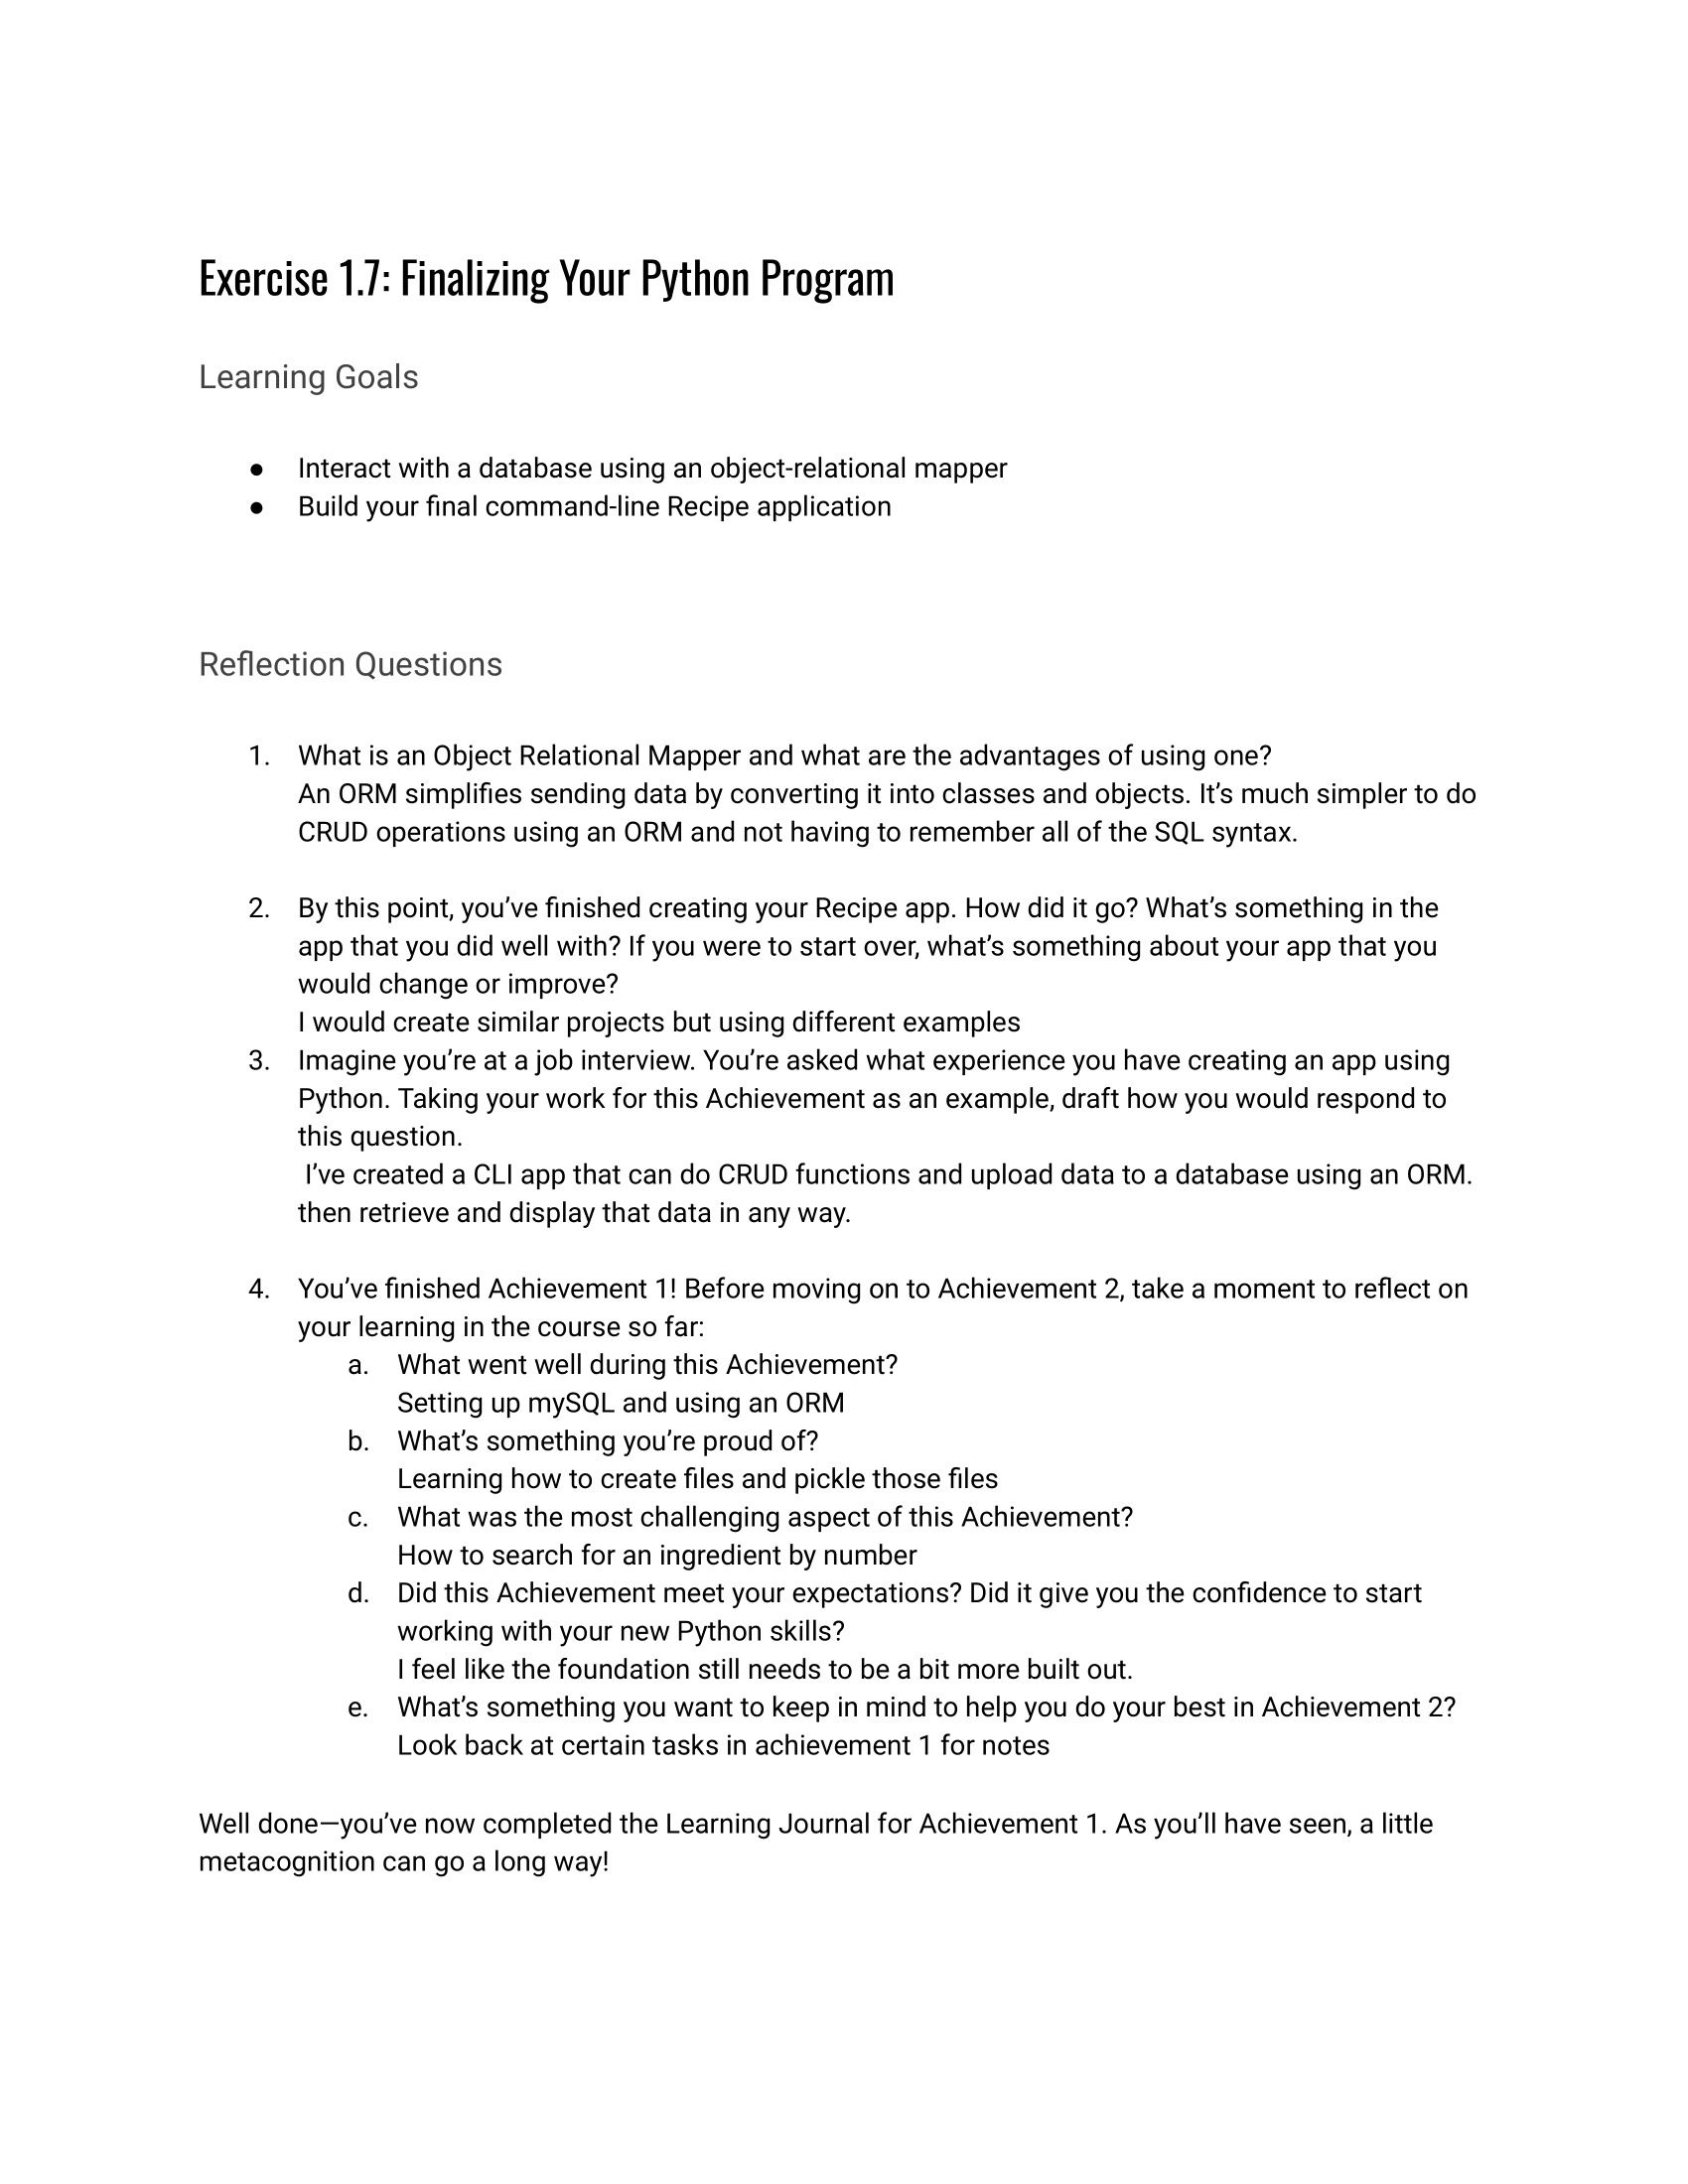 Exercise 1.7: Finalizing Your Python Program
Learning Goals
● Interact with a database using an object-relational mapper
● Build your final command-line Recipe application
Reflection Questions
1. What is an Object Relational Mapper and what are the advantages of using one?
An ORM simplifies sending data by converting it into classes and objects. It’s much simpler to do
CRUD operations using an ORM and not having to remember all of the SQL syntax.
2. By this point, you’ve finished creating your Recipe app. How did it go? What’s something in the
app that you did well with? If you were to start over, what’s something about your app that you
would change or improve?
I would create similar projects but using different examples
3. Imagine you’re at a job interview. You’re asked what experience you have creating an app using
Python. Taking your work for this Achievement as an example, draft how you would respond to
this question.
I’ve created a CLI app that can do CRUD functions and upload data to a database using an ORM.
then retrieve and display that data in any way.
4. You’ve finished Achievement 1! Before moving on to Achievement 2, take a moment to reflect on
your learning in the course so far:
a. What went well during this Achievement?
Setting up mySQL and using an ORM
b. What’s something you’re proud of?
Learning how to create files and pickle those files
c. What was the most challenging aspect of this Achievement?
How to search for an ingredient by number
d. Did this Achievement meet your expectations? Did it give you the confidence to start
working with your new Python skills?
I feel like the foundation still needs to be a bit more built out.
e. What’s something you want to keep in mind to help you do your best in Achievement 2?
Look back at certain tasks in achievement 1 for notes
Well done—you’ve now completed the Learning Journal for Achievement 1. As you’ll have seen, a little
metacognition can go a long way!